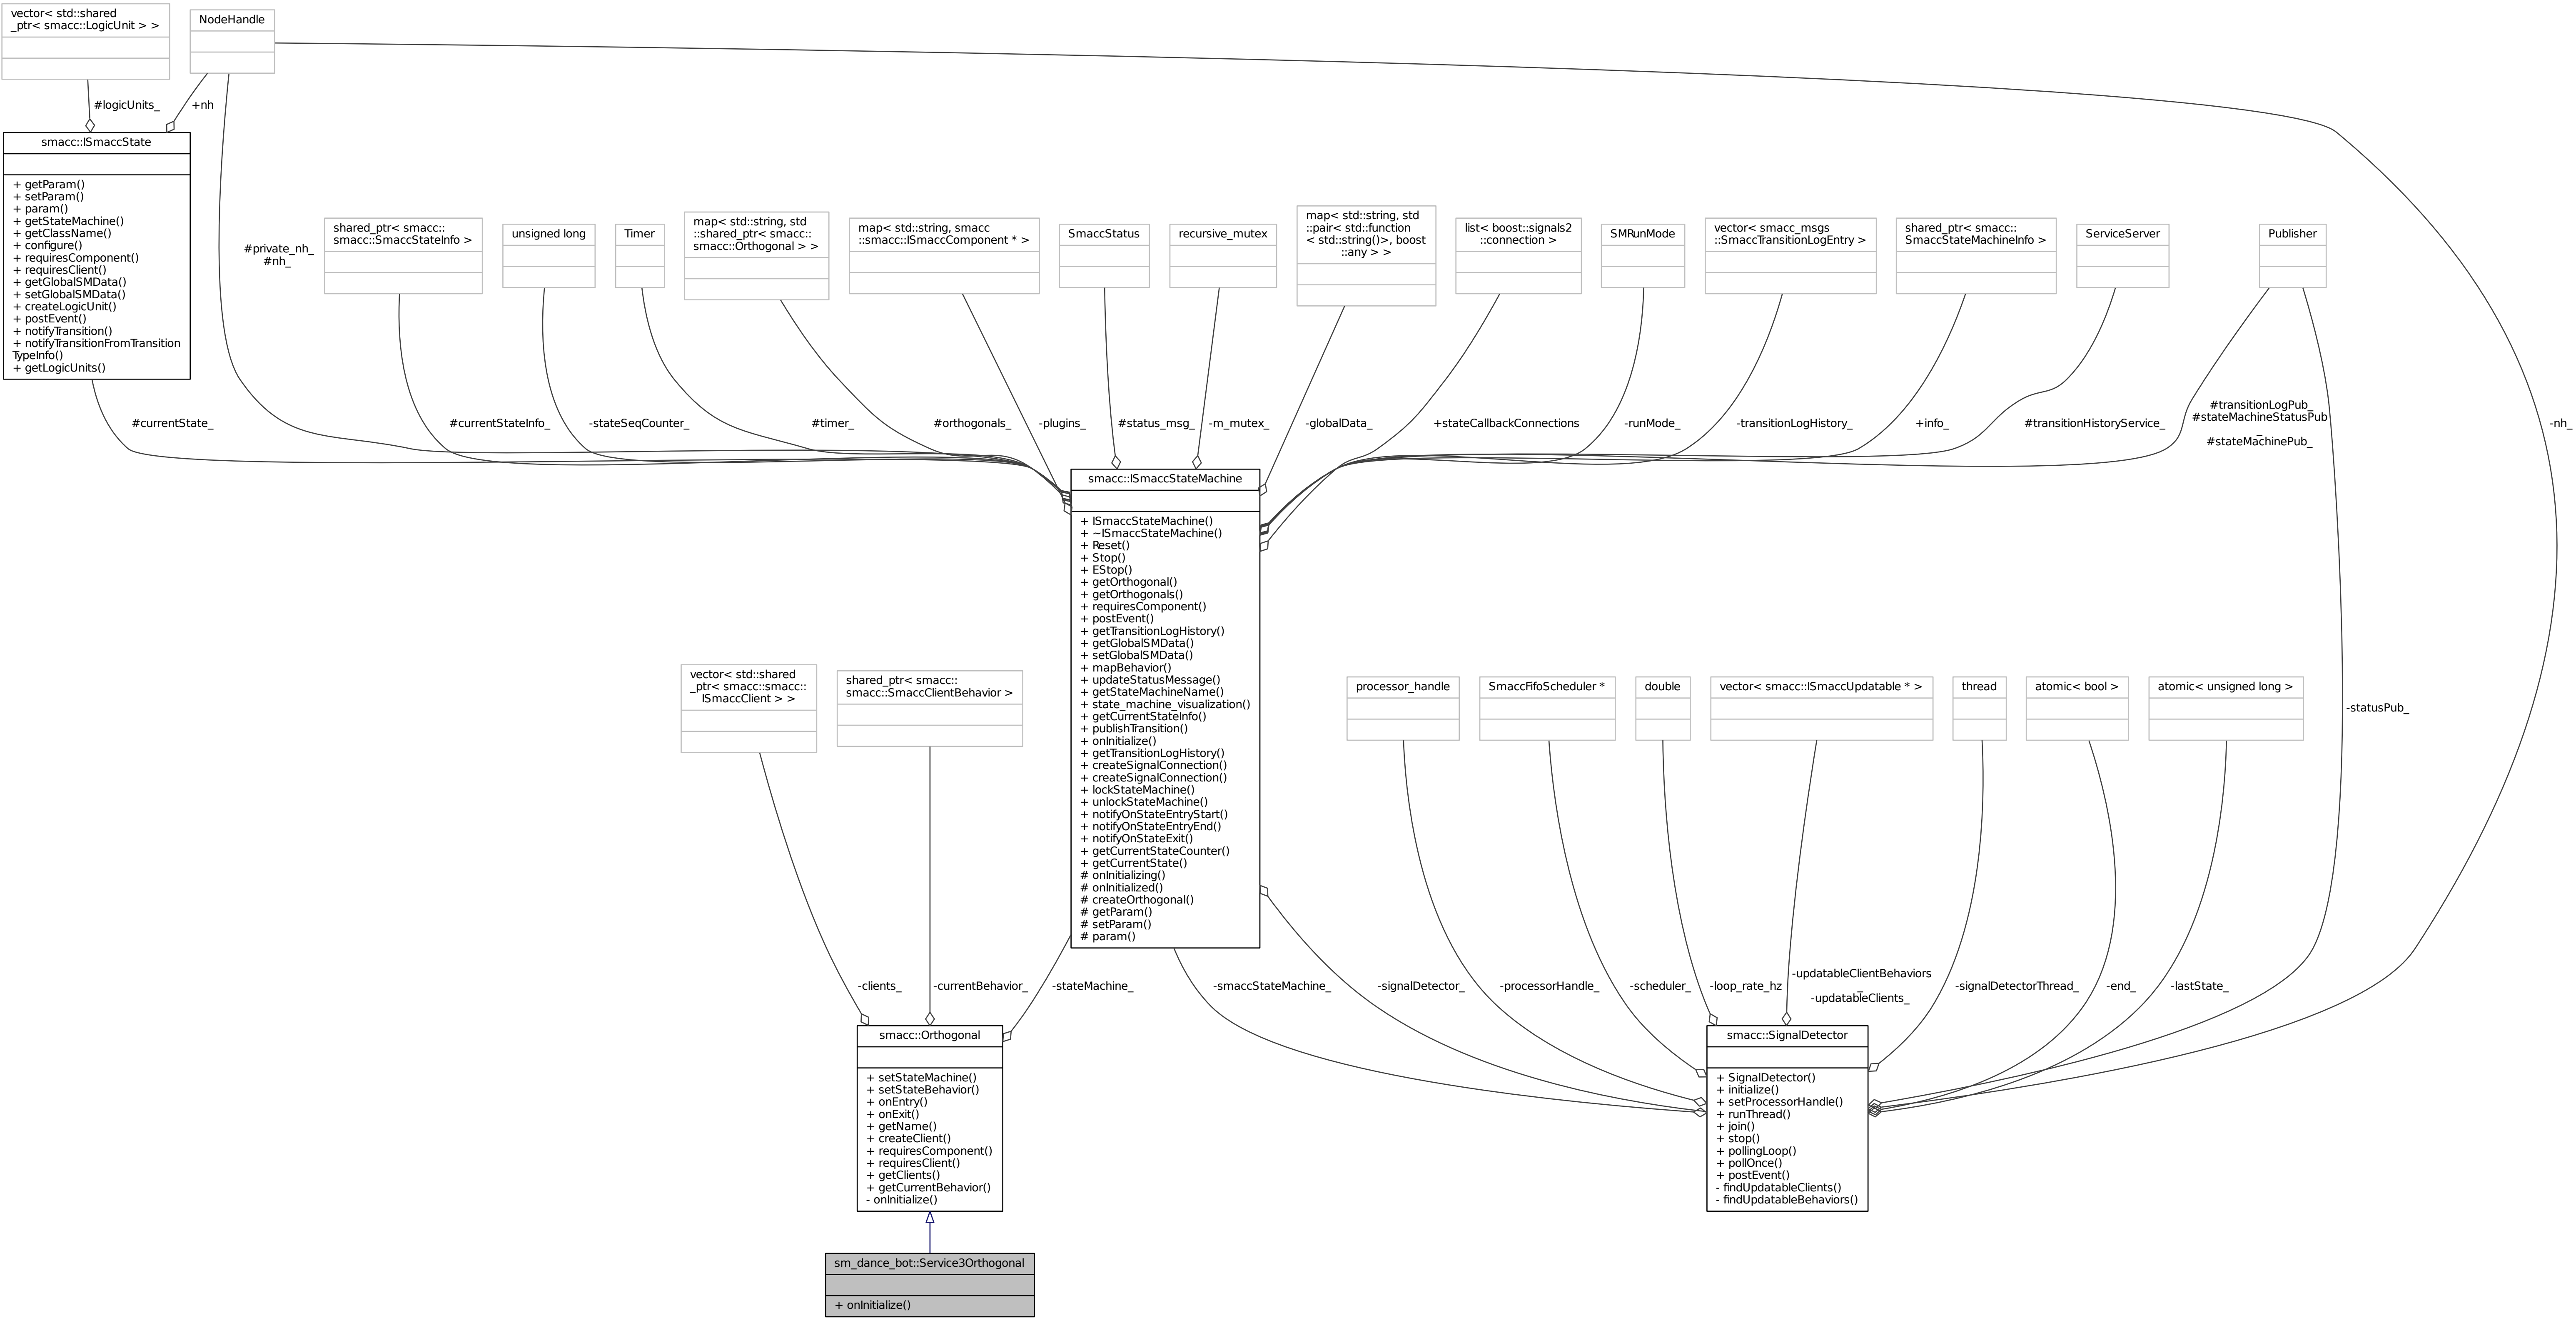 vector< std::shared
_ptr< smacc::LogicUnit > >
NodeHandle
#logicUnits_
+nh
smacc::ISmaccState
+ getParam()
+ setParam()
+ param()
+ getStateMachine()
+ getClassName()
+ configure()
+ requiresComponent()
+ requiresClient()
+ getGlobalSMData()
+ setGlobalSMData()
+ createLogicUnit()
+ postEvent()
+ notifyTransition()
+ notifyTransitionFromTransition
TypeInfo()
+ getLogicUnits()
#private_nh_
#nh_
shared_ptr< smacc::
smacc::SmaccStateInfo >
unsigned long
Timer
map< std::string, std
::shared_ptr< smacc::
smacc::Orthogonal > >
map< std::string, smacc
::smacc::ISmaccComponent * >
SmaccStatus
recursive_mutex
map< std::string, std
::pair< std::function
< std::string()>, boost
::any > >
list< boost::signals2
::connection >
SMRunMode
vector< smacc_msgs
::SmaccTransitionLogEntry >
shared_ptr< smacc::
SmaccStateMachineInfo >
ServiceServer
Publisher
#currentState_
#currentStateInfo_
-stateSeqCounter_
#timer_
#orthogonals_
-plugins_
#status_msg_
-m_mutex_
-globalData_
+stateCallbackConnections
-runMode_
-transitionLogHistory_
+info_
#transitionHistoryService_
#transitionLogPub_
#stateMachineStatusPub
_
#stateMachinePub_
-nh_
smacc::ISmaccStateMachine
+ ISmaccStateMachine()
+ ~ISmaccStateMachine()
+ Reset()
+ Stop()
+ EStop()
+ getOrthogonal()
+ getOrthogonals()
+ requiresComponent()
+ postEvent()
+ getTransitionLogHistory()
+ getGlobalSMData()
+ setGlobalSMData()
+ mapBehavior()
+ updateStatusMessage()
+ getStateMachineName()
+ state_machine_visualization()
+ getCurrentStateInfo()
+ publishTransition()
+ onInitialize()
+ getTransitionLogHistory()
+ createSignalConnection()
+ createSignalConnection()
+ lockStateMachine()
+ unlockStateMachine()
+ notifyOnStateEntryStart()
+ notifyOnStateEntryEnd()
+ notifyOnStateExit()
+ getCurrentStateCounter()
+ getCurrentState()
# onInitializing()
# onInitialized()
# createOrthogonal()
# getParam()
# setParam()
# param()
vector< std::shared
_ptr< smacc::smacc::
ISmaccClient > >
shared_ptr< smacc::
smacc::SmaccClientBehavior >
processor_handle
SmaccFifoScheduler *
double
vector< smacc::ISmaccUpdatable * >
thread
atomic< bool >
atomic< unsigned long >
-statusPub_
-clients_
-currentBehavior_
-stateMachine_
-smaccStateMachine_
-signalDetector_
-processorHandle_
-scheduler_
-loop_rate_hz
-updatableClientBehaviors
_
-updatableClients_
-signalDetectorThread_
-end_
-lastState_
smacc::Orthogonal
+ setStateMachine()
+ setStateBehavior()
+ onEntry()
+ onExit()
+ getName()
+ createClient()
+ requiresComponent()
+ requiresClient()
+ getClients()
+ getCurrentBehavior()
- onInitialize()
smacc::SignalDetector
+ SignalDetector()
+ initialize()
+ setProcessorHandle()
+ runThread()
+ join()
+ stop()
+ pollingLoop()
+ pollOnce()
+ postEvent()
- findUpdatableClients()
- findUpdatableBehaviors()
sm_dance_bot::Service3Orthogonal
+ onInitialize()